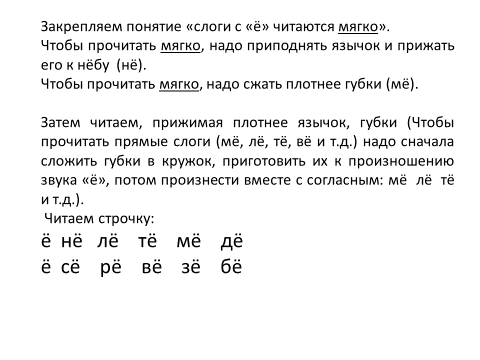 Закрепляем понятие «слоги с «ё» читаются мягко».
Чтобы прочитать мягко, надо приподнять язычок и прижать
его к нёбу (нё).
Чтобы прочитать мягко, надо сжать плотнее губки (мё).
Затем читаем, прижимая плотнее язычок, губки (Чтобы
прочитать прямые слоги (мё, лё, тё, вё и т.д.) надо сначала
сложить губки в кружок, приготовить их к произношению
звука «ё», потом произнести вместе с согласным: мё лё тё
и т.д.).
Читаем строчку:
ё нё лё тё мё дё
ё сё рё вё зё бё